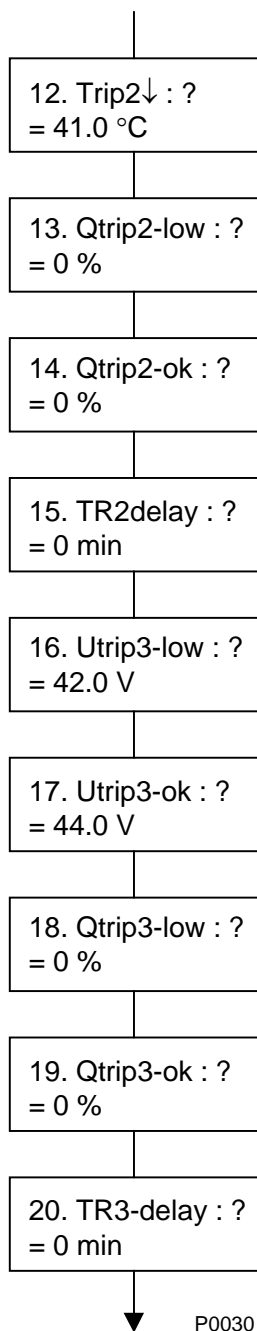 12. Trip2↓ : ?
= 41.0 °C
13. Qtrip2-low : ?
= 0 %
14. Qtrip2-ok : ?
= 0 %
15. TR2delay : ?
= 0 min
16. Utrip3-low : ?
= 42.0 V
17. Utrip3-ok : ?
= 44.0 V
18. Qtrip3-low : ?
= 0 %
19. Qtrip3-ok : ?
= 0 %
20. TR3-delay : ?
= 0 min
P0030